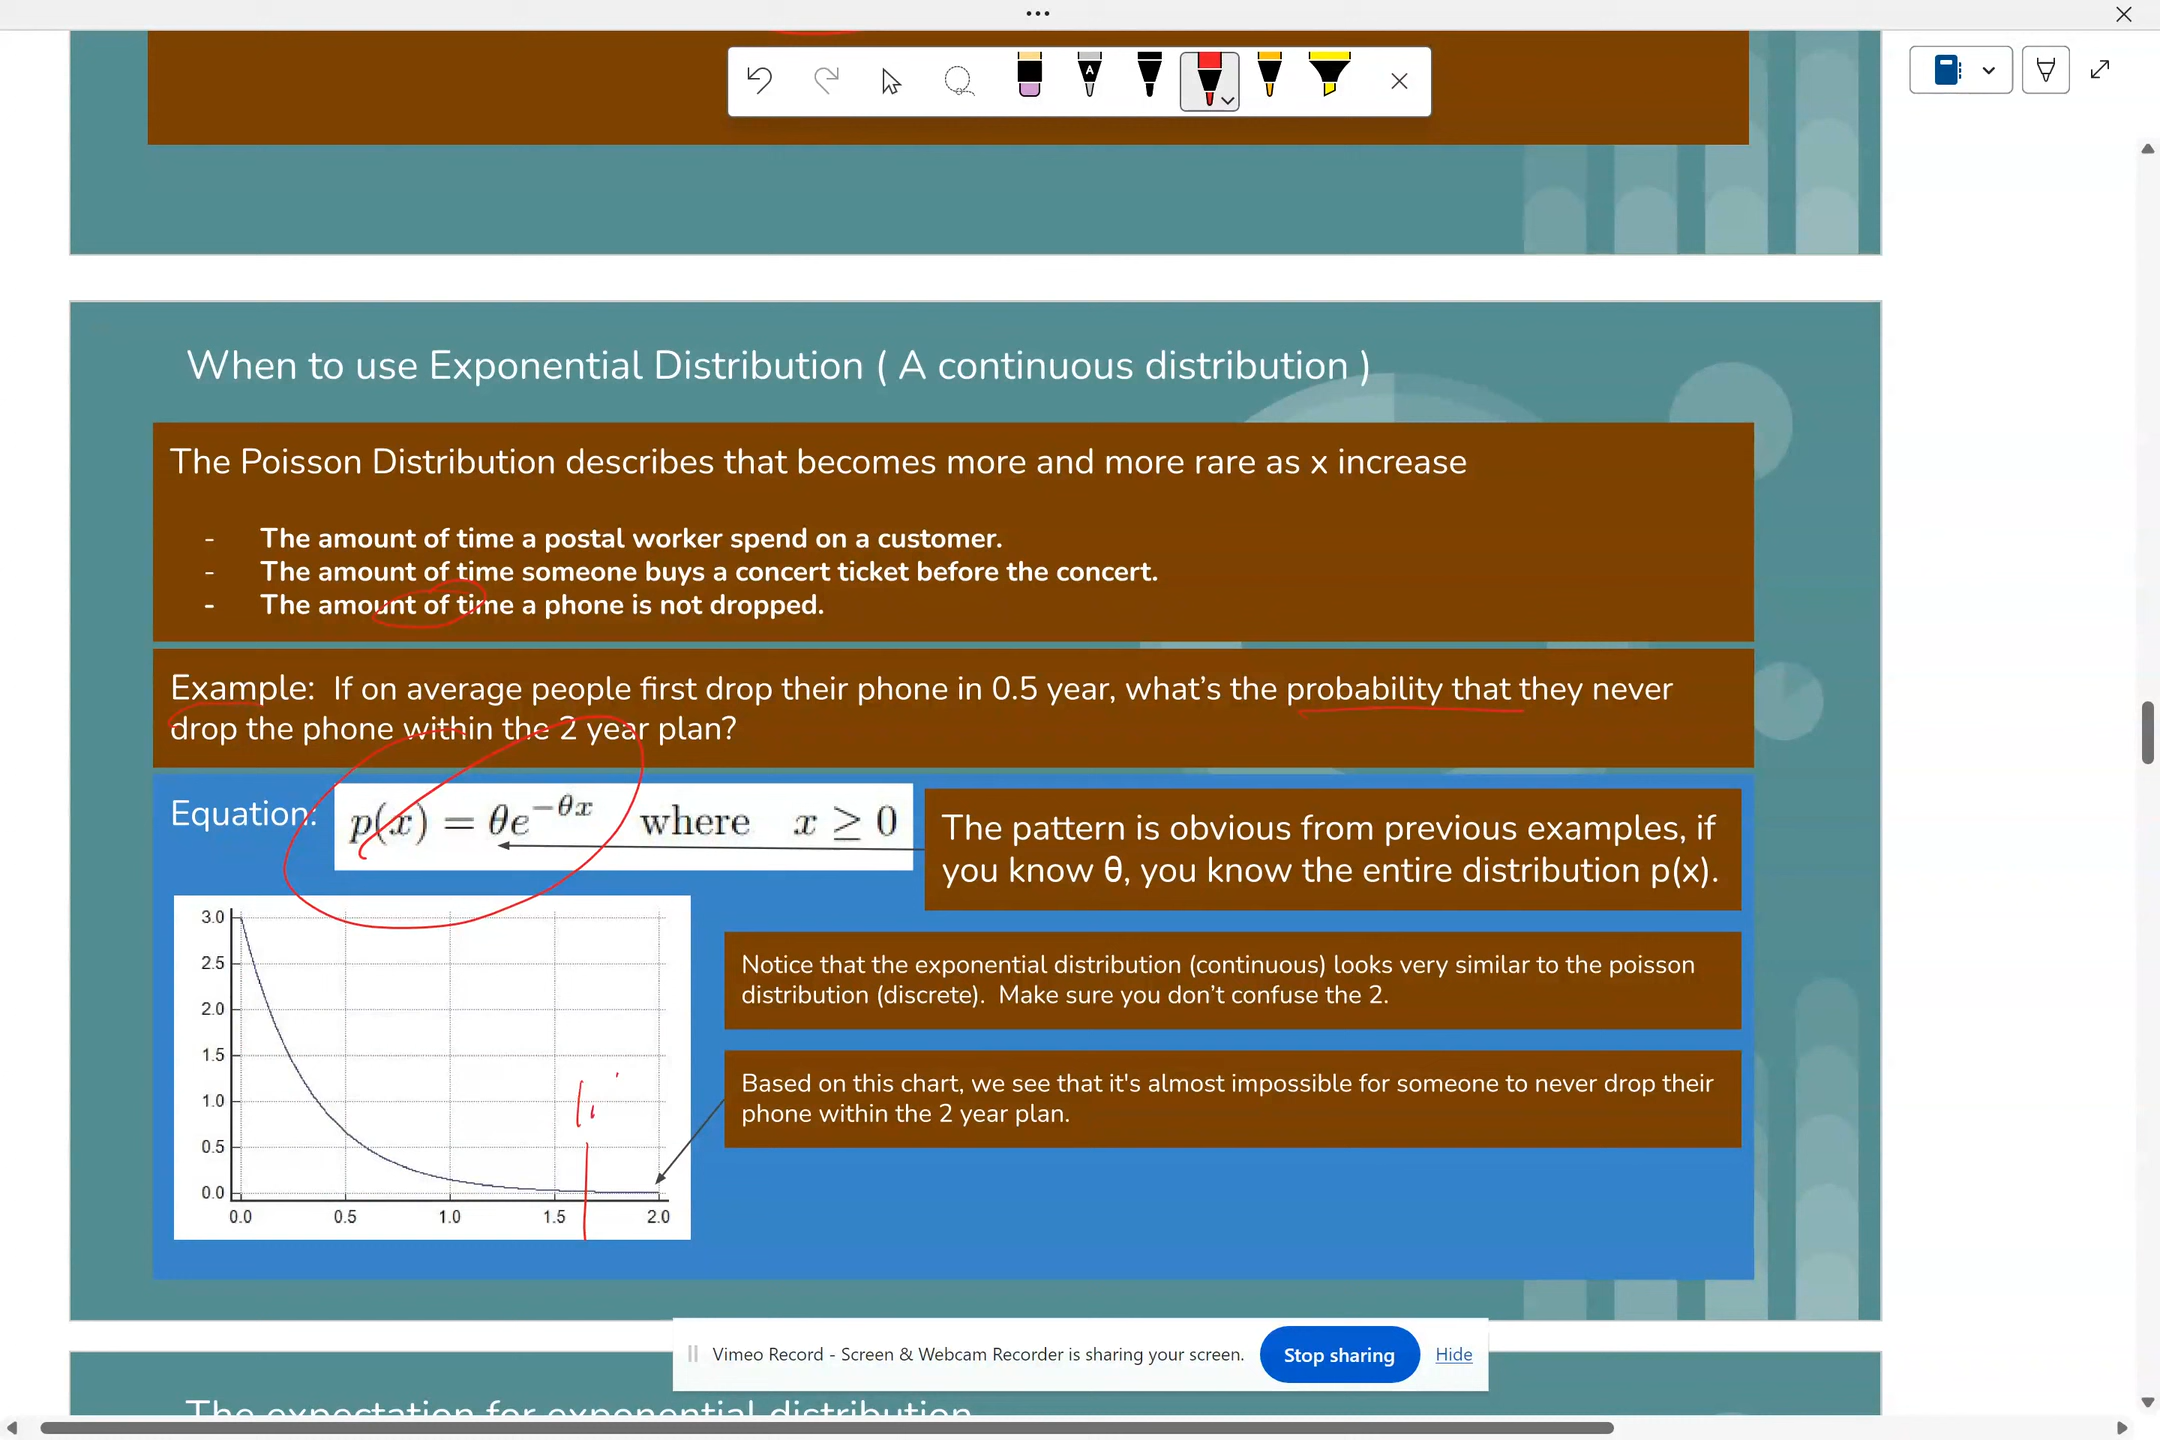 A
When to use Exponential Distribution ( A continuous distribution )
The Poisson Distribution describes that becomes more and more rare as x increase
- The amount of time a postal worker spend on a customer.
- The amount of time someone buys a concert ticket before the concert.
- The amount of time a phone is not dropped.
Example: If on average people first drop their phone in 0.5 year, what's the probability that they never
drop the phone within the 2 year plan?
Equation: p(x) = θe^{-θx} where x ≥ 0
The pattern is obvious from previous examples, if
you know θ, you know the entire distribution p(x).
3.0
2.5
2.0
1.5
1.0
0.5
0.0
0.0 0.5 1.0 1.5 2.0
Notice that the exponential distribution (continuous) looks very similar to the poisson
distribution (discrete). Make sure you don't confuse the 2.
Based on this chart, we see that it's almost impossible for someone to never drop their
phone within the 2 year plan.
Vimeo Record - Screen & Webcam Recorder is sharing your screen. Stop sharing Hide
The expectation for exponential distribution